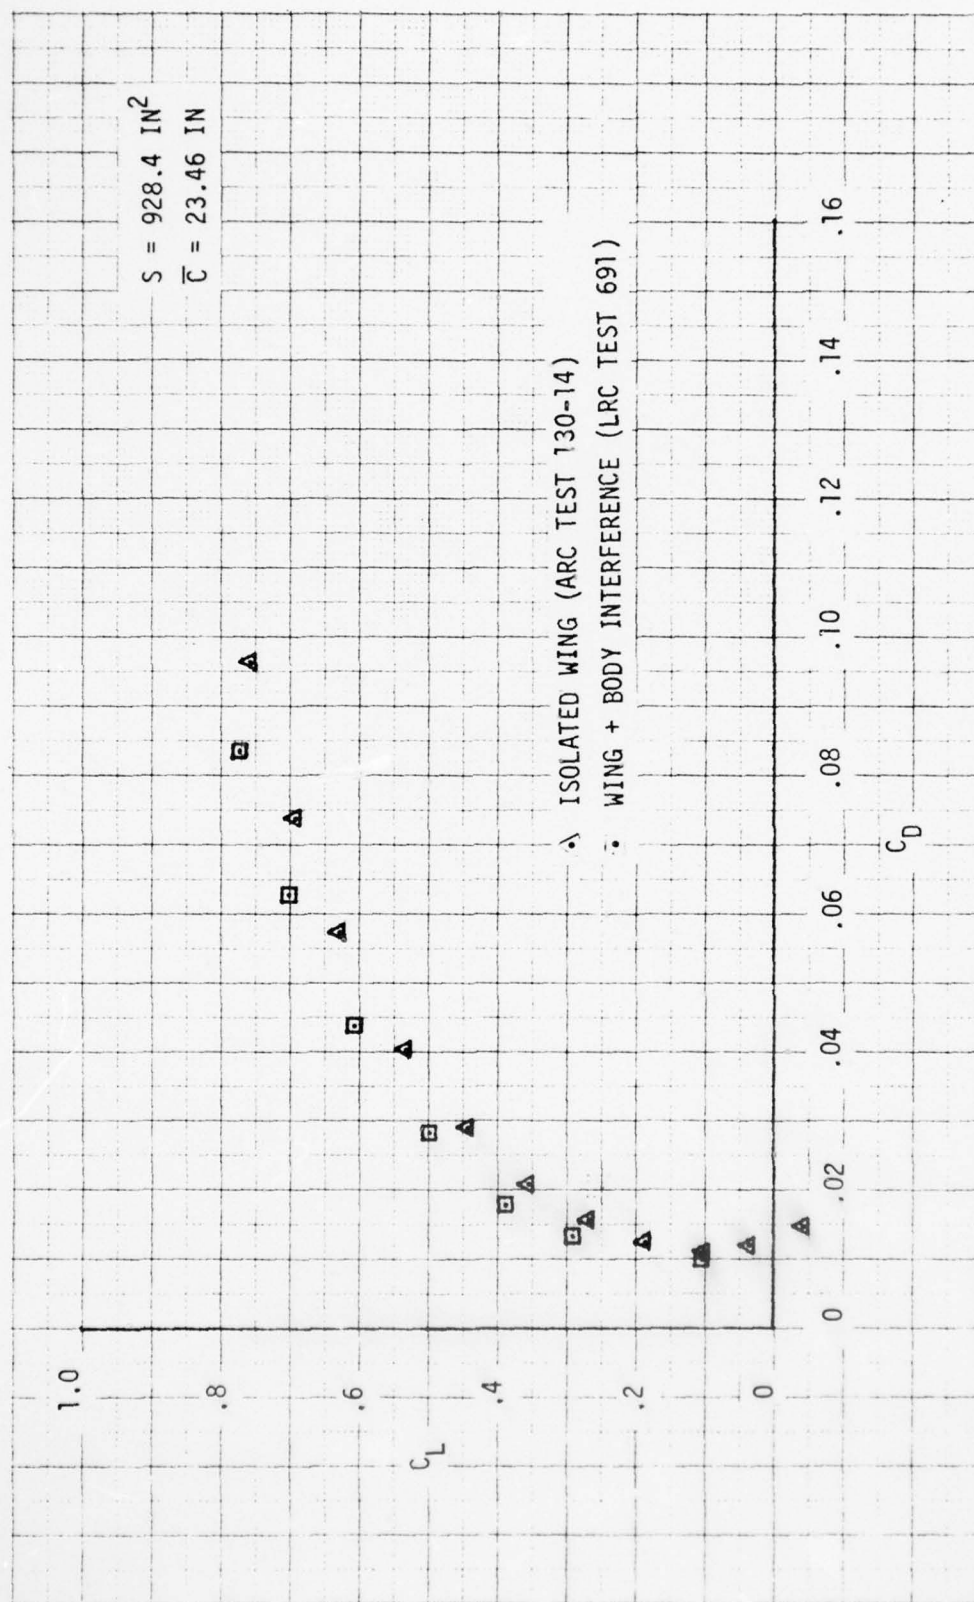 S = 928.4 IN²
C̅ = 23.46 IN
1.0
.8
.6
.4
.2
0
C_L
ISOLATED WING (ARC TEST 130-14)
WING + BODY INTERFERENCE (LRC TEST 691)
0
.02
.04
.06
.08
.10
.12
.14
.16
C_D